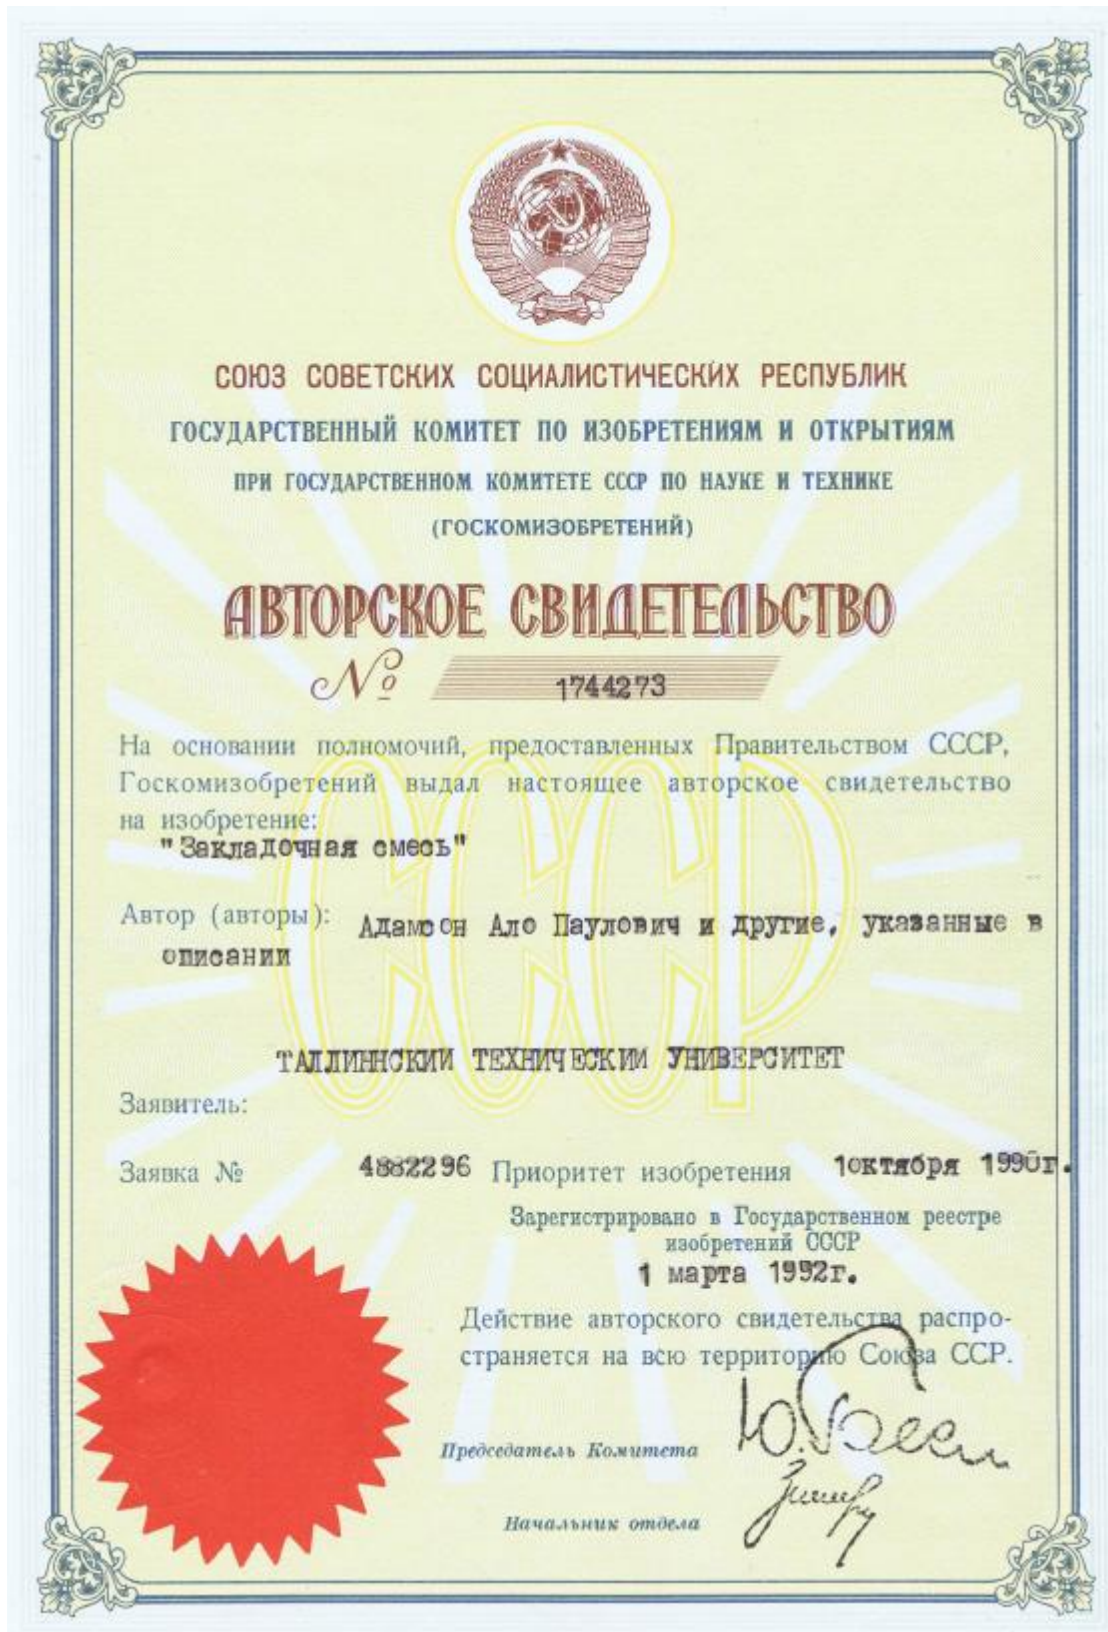 СОЮЗ СОВЕТСКИХ СОЦИАЛИСТИЧЕСКИХ РЕСПУБЛИК
ГОСУДАРСТВЕННЫЙ КОМИТЕТ ПО ИЗОБРЕТЕНИЯМ И ОТКРЫТИЯМ
ПРИ ГОСУДАРСТВЕННОМ КОМИТЕТЕ СССР ПО НАУКЕ И ТЕХНИКЕ
(ГОСКОМИЗОБРЕТЕНИЙ)
АВТОРСКОЕ СВИДЕТЕЛЬСТВО
№ 1744273
На основании полномочий, предоставленных Правительством СССР,
Госкомизобретений выдал настоящее авторское свидетельство
на изобретение:
"Закладочная смесь"
Автор (авторы): Адамсон Ало Паулович и другие, указанные в
описании
СССР
ТАЛЛИННСКИЙ ТЕХНИЧЕСКИЙ УНИВЕРСИТЕТ
Заявитель:
Заявка № 4882296 Приоритет изобретения 1октября 1990г.
Зарегистрировано в Государственном реестре
изобретений СССР
1 марта 1992г.
Действие авторского свидетельства распро-
страняется на всю территорию Союза ССР.
Председатель Комитета
Начальник отдела